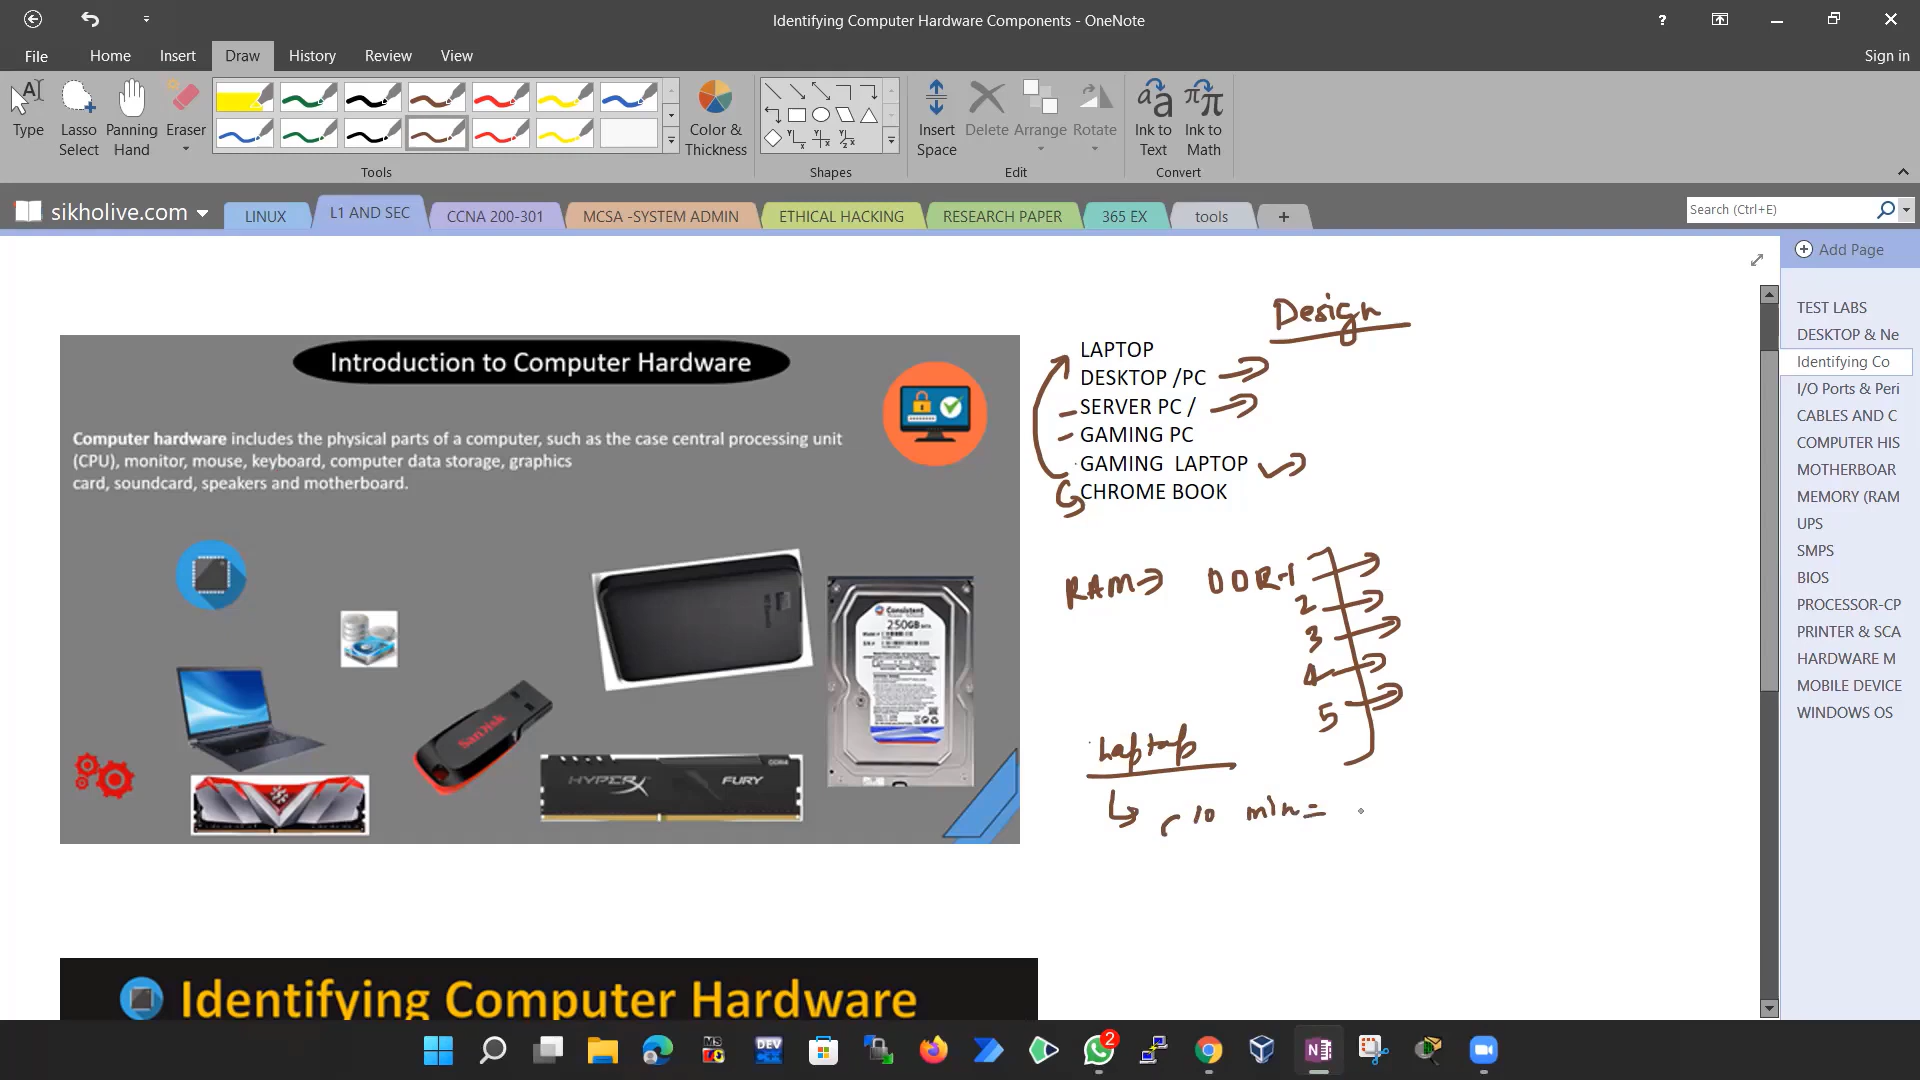 Identifying Computer Hardware Components - OneNote
File
Home
Insert
Draw
History
Review
View
Sign in
Type
Lasso Select
Panning Hand
Eraser
Color & Thickness
Insert Space
Delete
Arrange
Rotate
Ink to Text
Ink to Math
Tools
Shapes
Edit
Convert
sikholive.com
LINUX
L1 AND SEC
CCNA 200-301
MCSA -SYSTEM ADMIN
ETHICAL HACKING
RESEARCH PAPER
365 EX
tools
Search (Ctrl+E)
Add Page
TEST LABS
DESKTOP & Ne
Identifying Co
I/O Ports & Peri
CABLES AND C
COMPUTER HIS
MOTHERBOAR
MEMORY (RAM
UPS
SMPS
BIOS
PROCESSOR-CP
PRINTER & SCA
HARDWARE M
MOBILE DEVICE
WINDOWS OS
Introduction to Computer Hardware
Computer hardware includes the physical parts of a computer, such as the case central processing unit
(CPU), monitor, mouse, keyboard, computer data storage, graphics
card, soundcard, speakers and motherboard.
Consistent
250GB
SanDisk
HYPERX
FURY
DDR4
Design
LAPTOP
DESKTOP /PC
SERVER PC /
GAMING PC
GAMING LAPTOP
CHROME BOOK
RAM → DDR-1
2
3
4
5
Laptop
10 min =
Identifying Computer Hardware
DEV
2